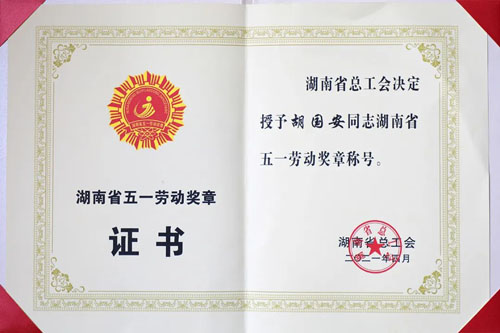 湖南省五一劳动奖章
证书
湖南省总工会决定
授予胡国安同志湖南省
五一劳动奖章称号。
湖南省总工会
二〇二一年四月